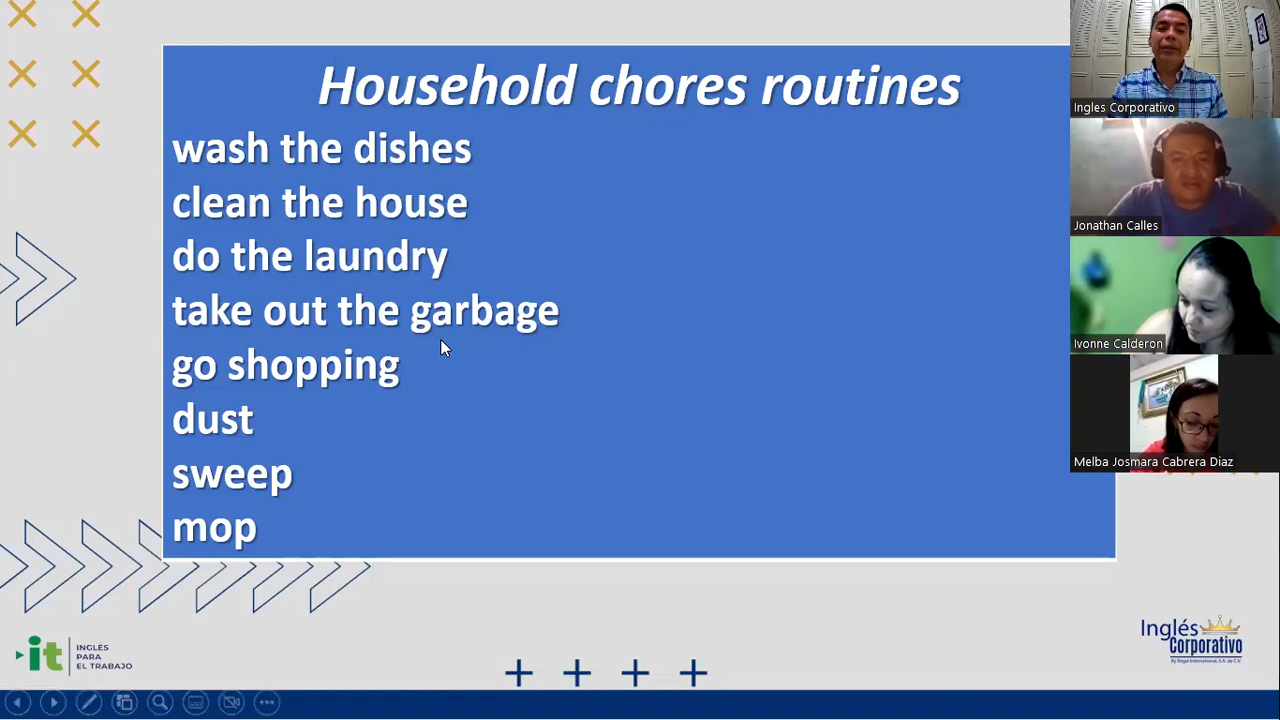 Household chores routines
wash the dishes
clean the house
do the laundry
take out the garbage
go shopping
dust
sweep
mop
Ingles Corporativo
Jonathan Calles
Ivonne Calderon
Melba Josmara Cabrera Diaz
it
INGLÉS
PARA
EL TRABAJO
Inglés
Corporativo